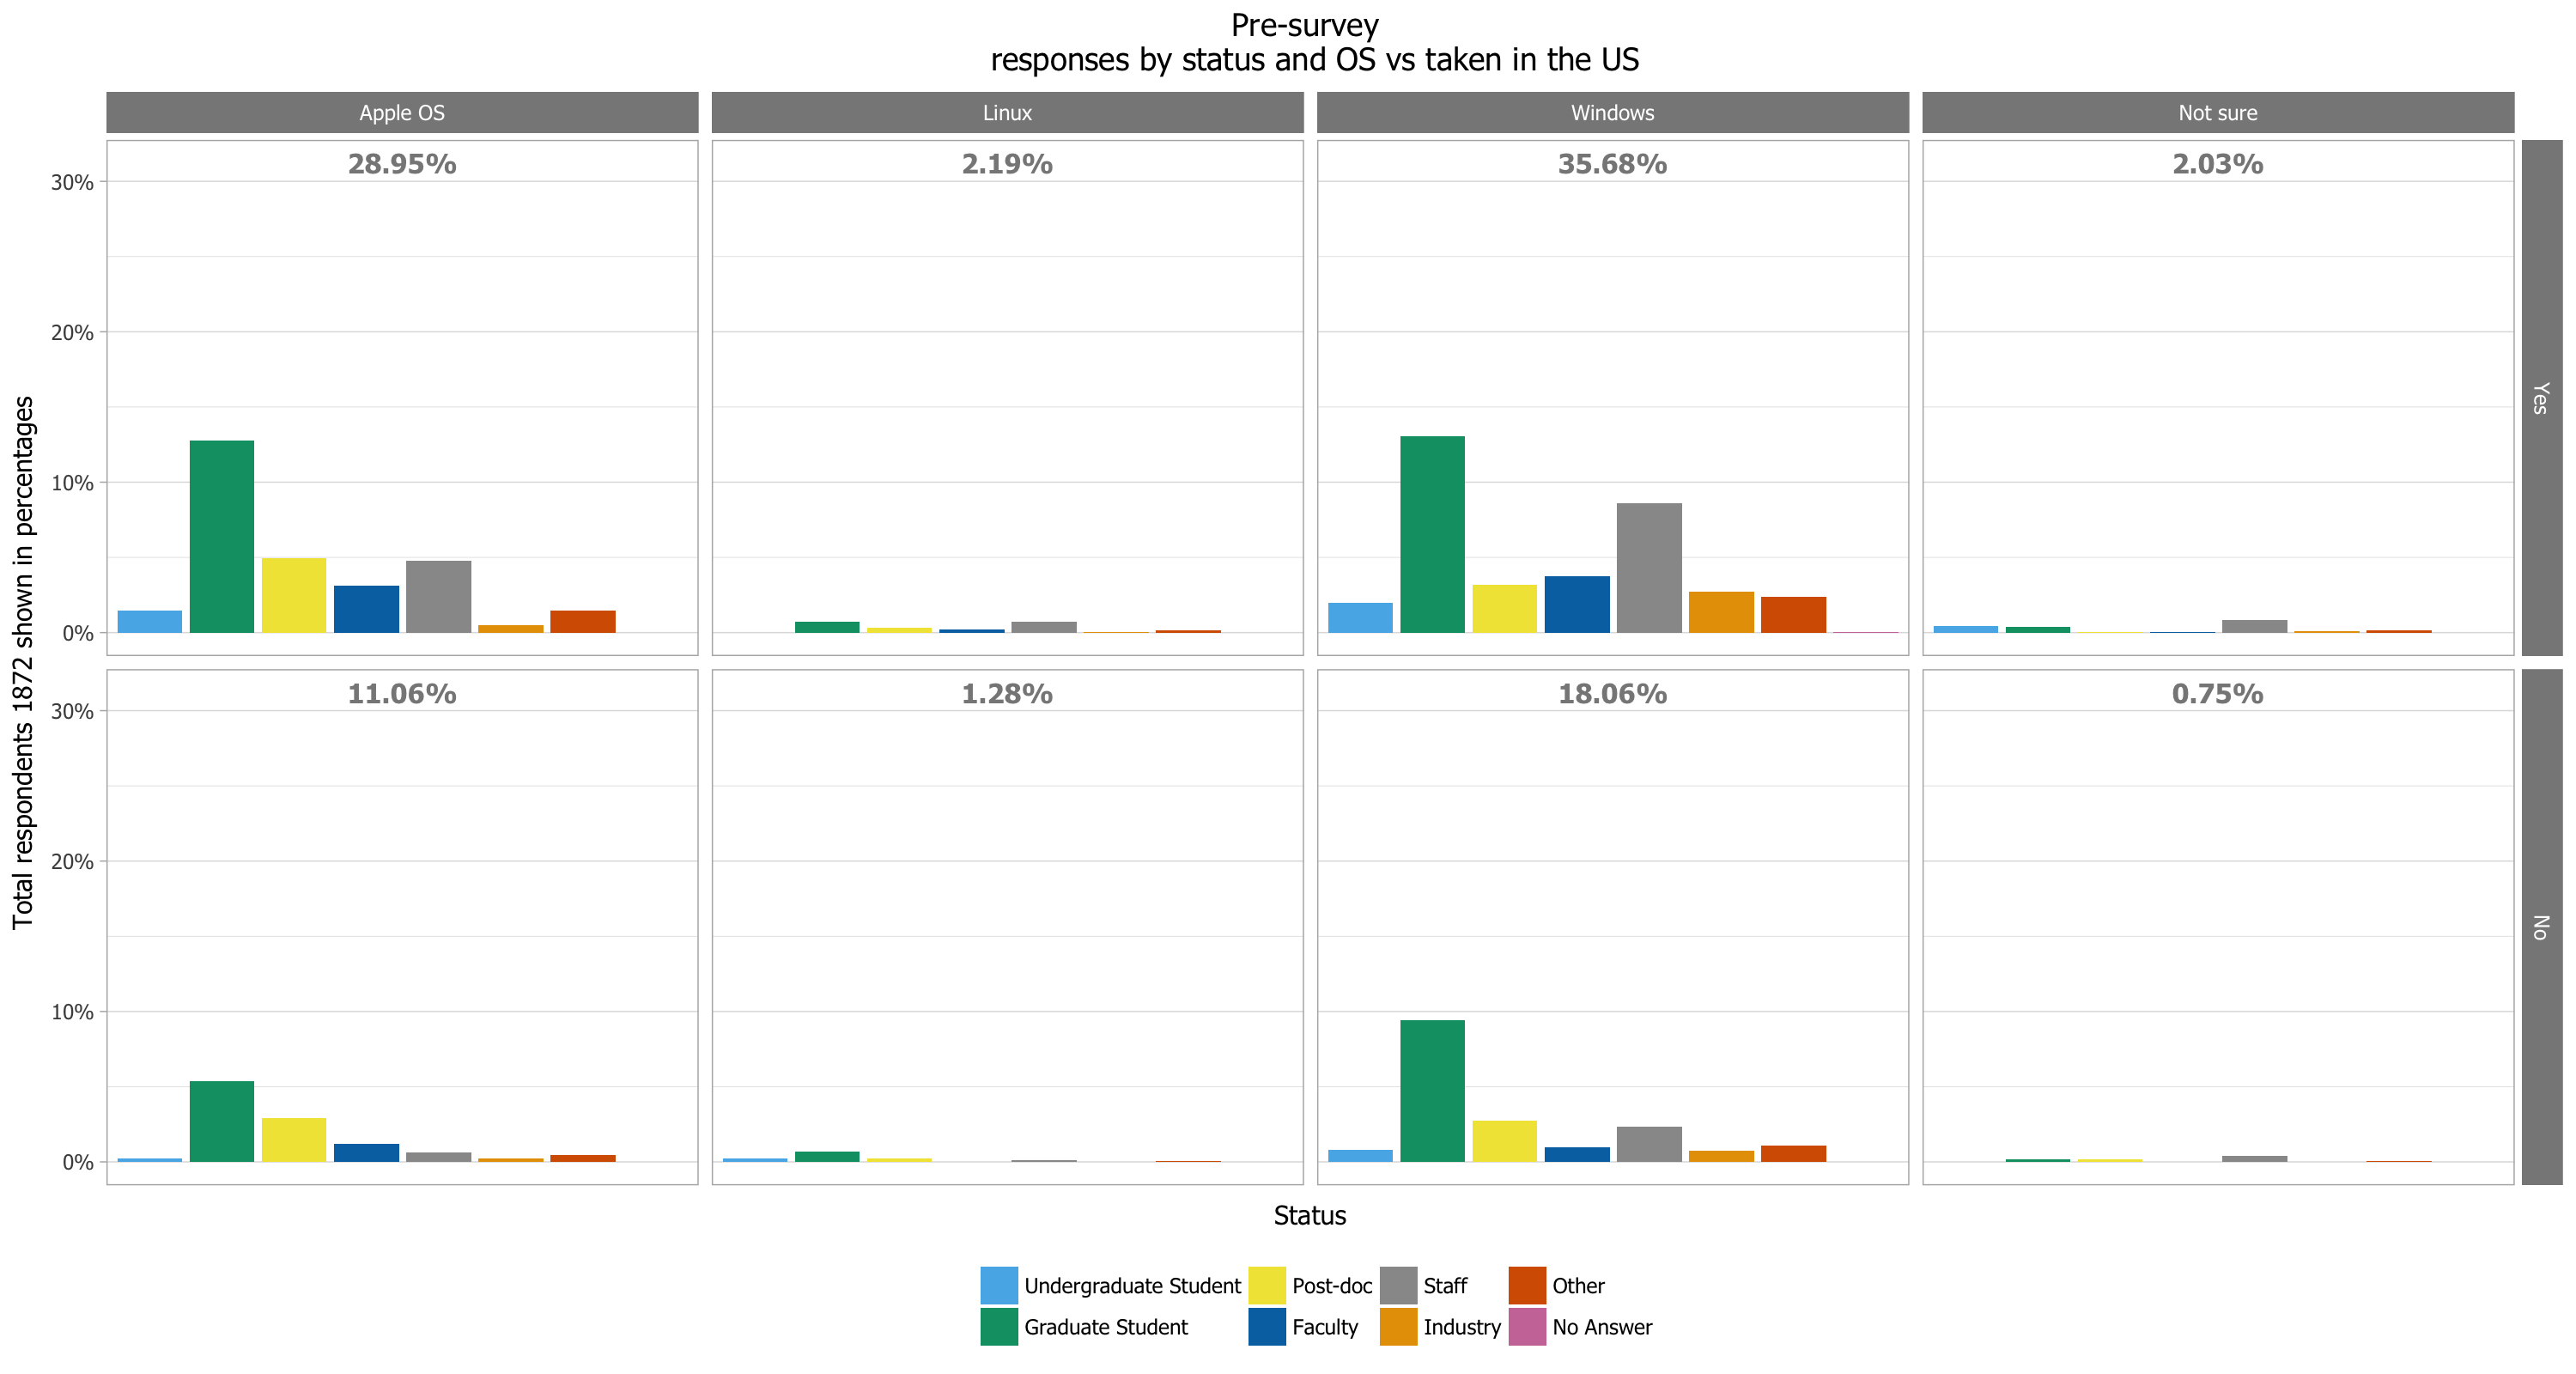 Pre-survey
responses by status and OS vs taken in the US
Apple OS
Linux
Windows
Not sure
28.95%
2.19%
35.68%
2.03%
30%
20%
10%
0%
Yes
11.06%
1.28%
18.06%
0.75%
30%
20%
10%
0%
No
Total respondents 1872 shown in percentages
Status
Undergraduate Student
Post-doc
Staff
Other
Graduate Student
Faculty
Industry
No Answer